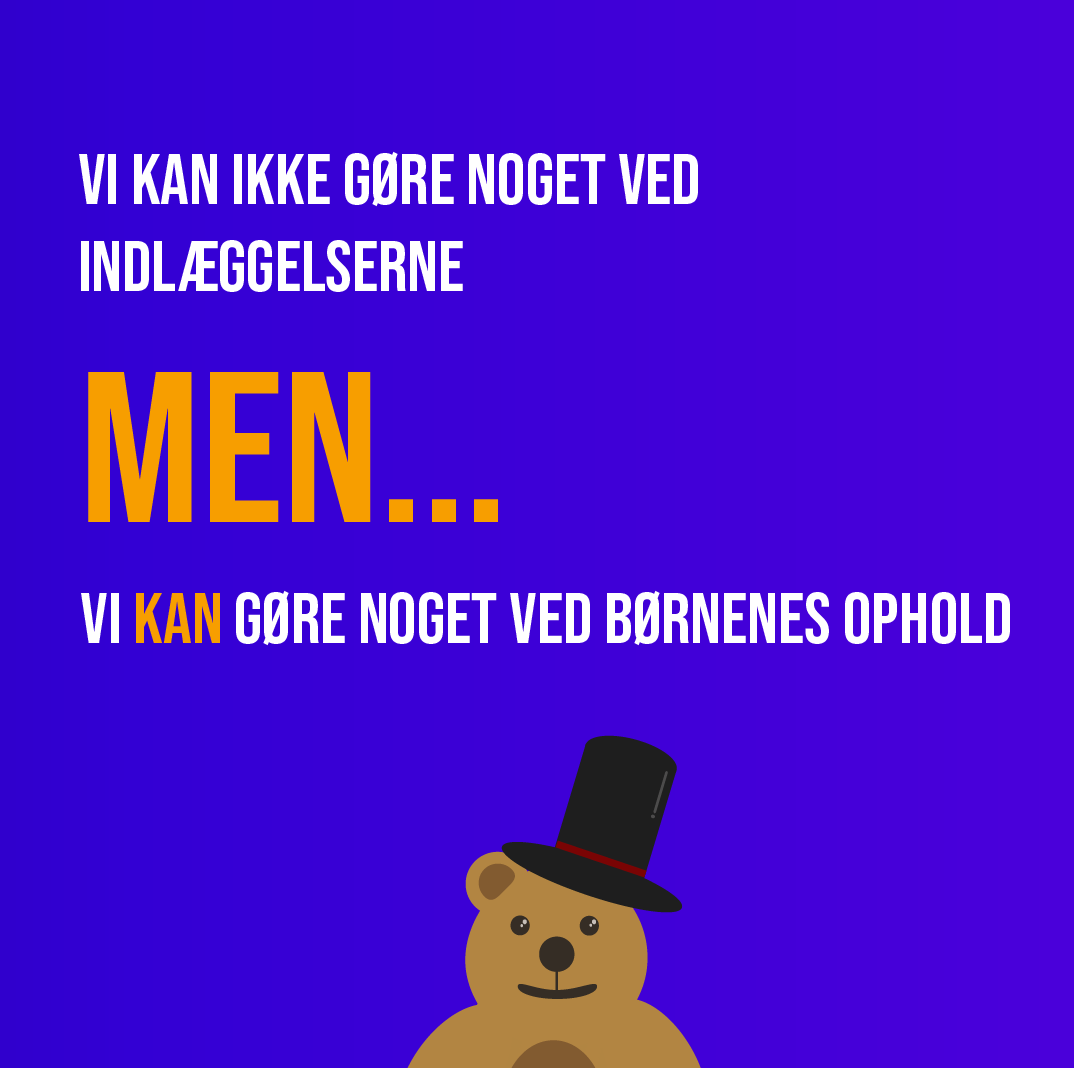 VI KAN IKKE GØRE NOGET VED
INDLÆGGELSERNE
MEN...
VI KAN GØRE NOGET VED BØRNENES OPHOLD